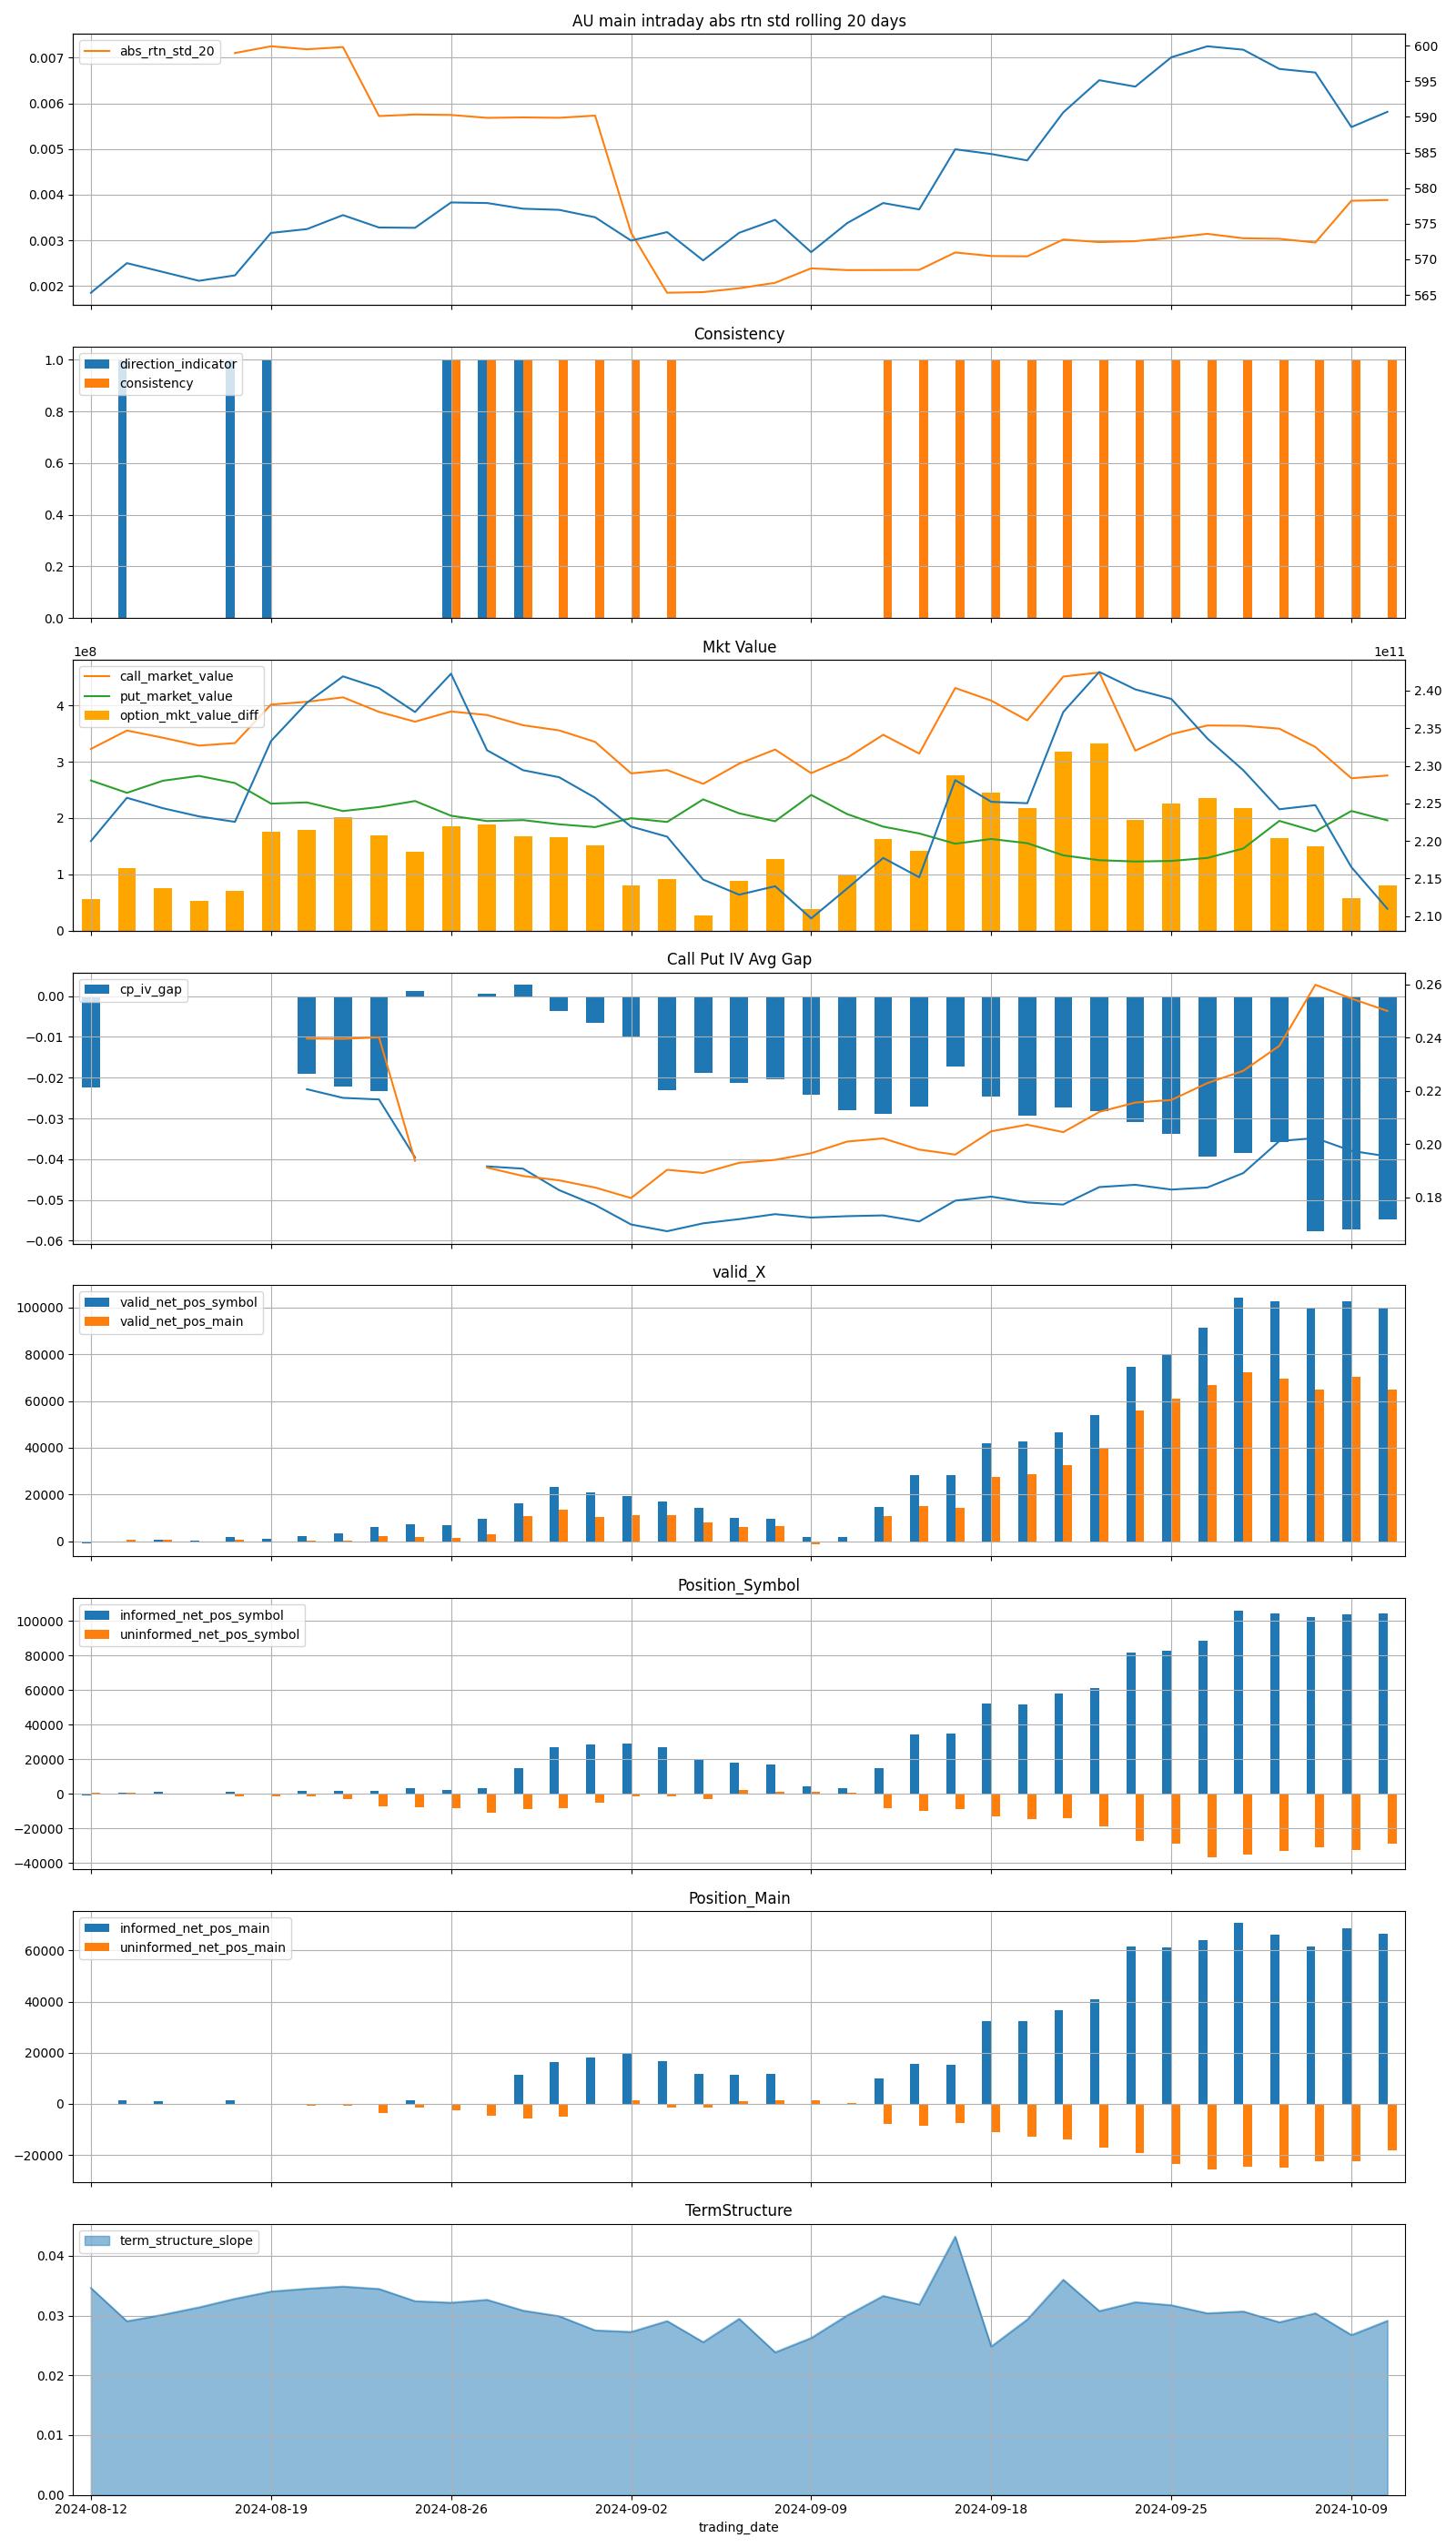 AU main intraday abs rtn std rolling 20 days
abs_rtn_std_20
0.007
0.006
0.005
0.004
0.003
0.002
600
595
590
585
580
575
570
565
Consistency
direction_indicator
consistency
1.0
0.8
0.6
0.4
0.2
0.0
Mkt Value
1e8
1e11
call_market_value
put_market_value
option_mkt_value_diff
4
3
2
1
0
2.40
2.35
2.30
2.25
2.20
2.15
2.10
Call Put IV Avg Gap
cp_iv_gap
0.00
−0.01
−0.02
−0.03
−0.04
−0.05
−0.06
0.26
0.24
0.22
0.20
0.18
valid_X
valid_net_pos_symbol
valid_net_pos_main
100000
80000
60000
40000
20000
0
Position_Symbol
informed_net_pos_symbol
uninformed_net_pos_symbol
100000
80000
60000
40000
20000
0
−20000
−40000
Position_Main
informed_net_pos_main
uninformed_net_pos_main
60000
40000
20000
0
−20000
TermStructure
term_structure_slope
0.04
0.03
0.02
0.01
0.00
2024-08-12 2024-08-19 2024-08-26 2024-09-02 2024-09-09 2024-09-18 2024-09-25 2024-10-09
trading_date